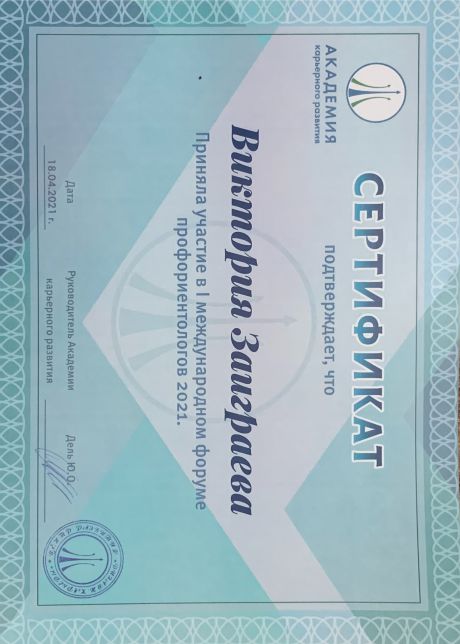 АКАДЕМИЯ
карьерного развития
СЕРТИФИКАТ
подтверждает, что
Виктория Заиграева
Приняла участие в I международном форуме
профориентологов 2021.
Дата
18.04.2021 г.
Руководитель Академии
карьерного развития
Дель Ю.О.